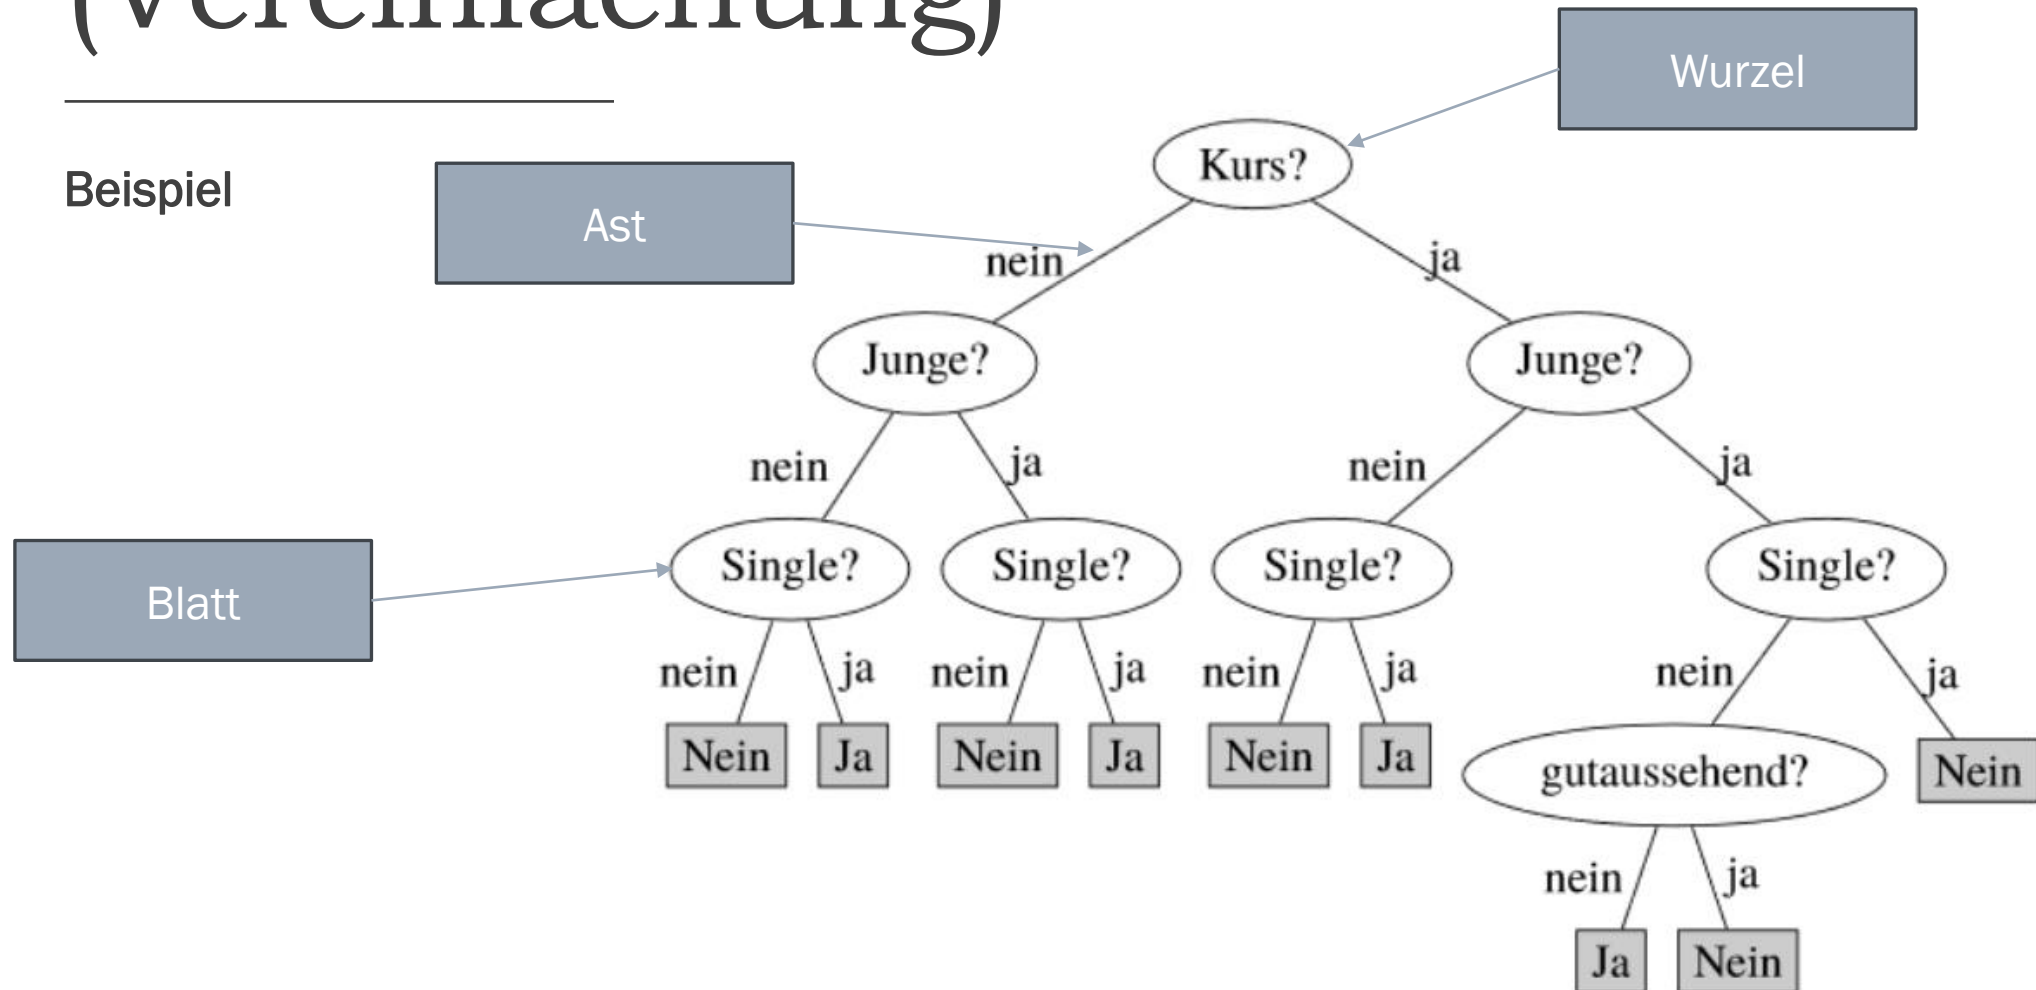 (Vereinfachung)
Wurzel
Kurs?
Beispiel
Ast
nein
ja
Junge?
Junge?
nein
ja
nein
ja
Blatt
Single?
Single?
Single?
Single?
nein
ja
nein
ja
nein
ja
nein
ja
Nein
Ja
Nein
Ja
Nein
Ja
gutaussehend?
Nein
nein
ja
Ja
Nein